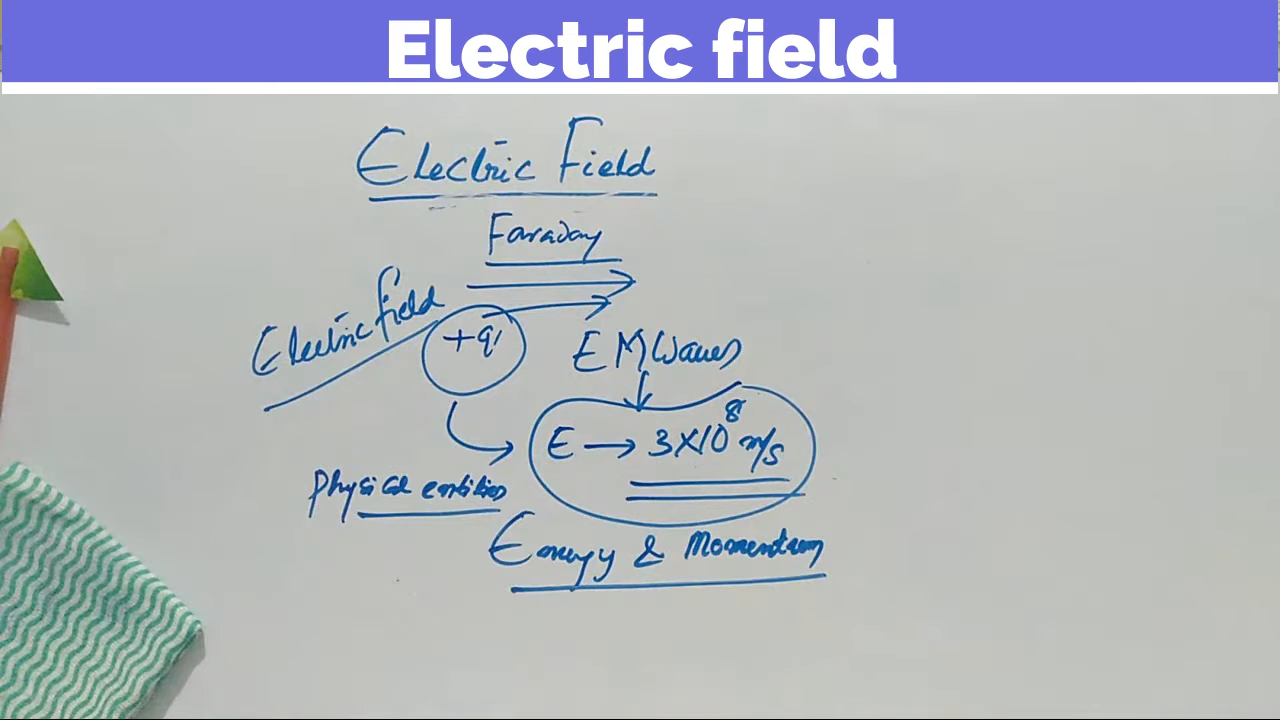 Electric field
Electric Field
Faraday
Electric field
+q
EM Waves
E → 3×10⁸ m/s
Physical entities
Energy & Momentum